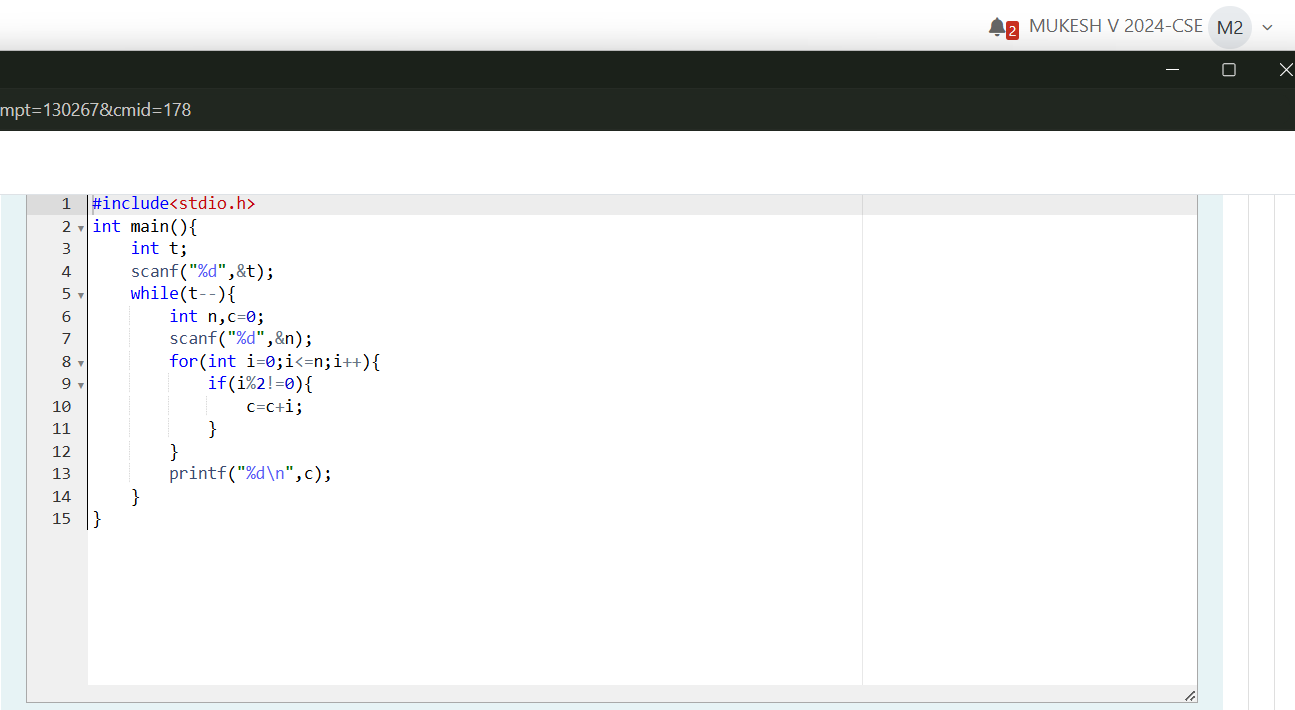 2 MUKESH V 2024-CSE M2
mpt=130267&cmid=178
1 #include<stdio.h>
2 int main(){
3     int t;
4     scanf("%d",&t);
5     while(t--){
6         int n,c=0;
7         scanf("%d",&n);
8         for(int i=0;i<=n;i++){
9             if(i%2!=0){
10                 c=c+i;
11             }
12         }
13         printf("%d\n",c);
14     }
15 }